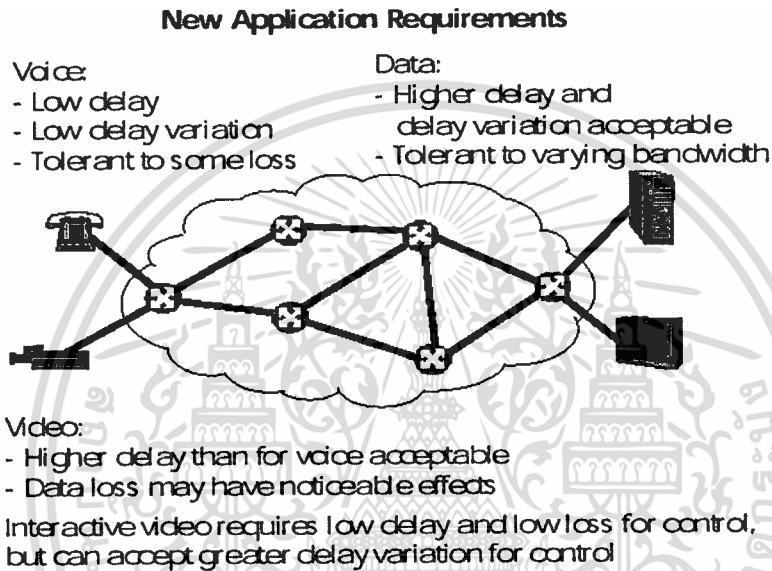 New Application Requirements
Voice:
- Low delay
- Low delay variation
- Tolerant to some loss
Data:
- Higher delay and
delay variation acceptable
- Tolerant to varying bandwidth
Video:
- Higher delay than for voice acceptable
- Data loss may have noticeable effects
Interactive video requires low delay and low loss for control,
but can accept greater delay variation for control